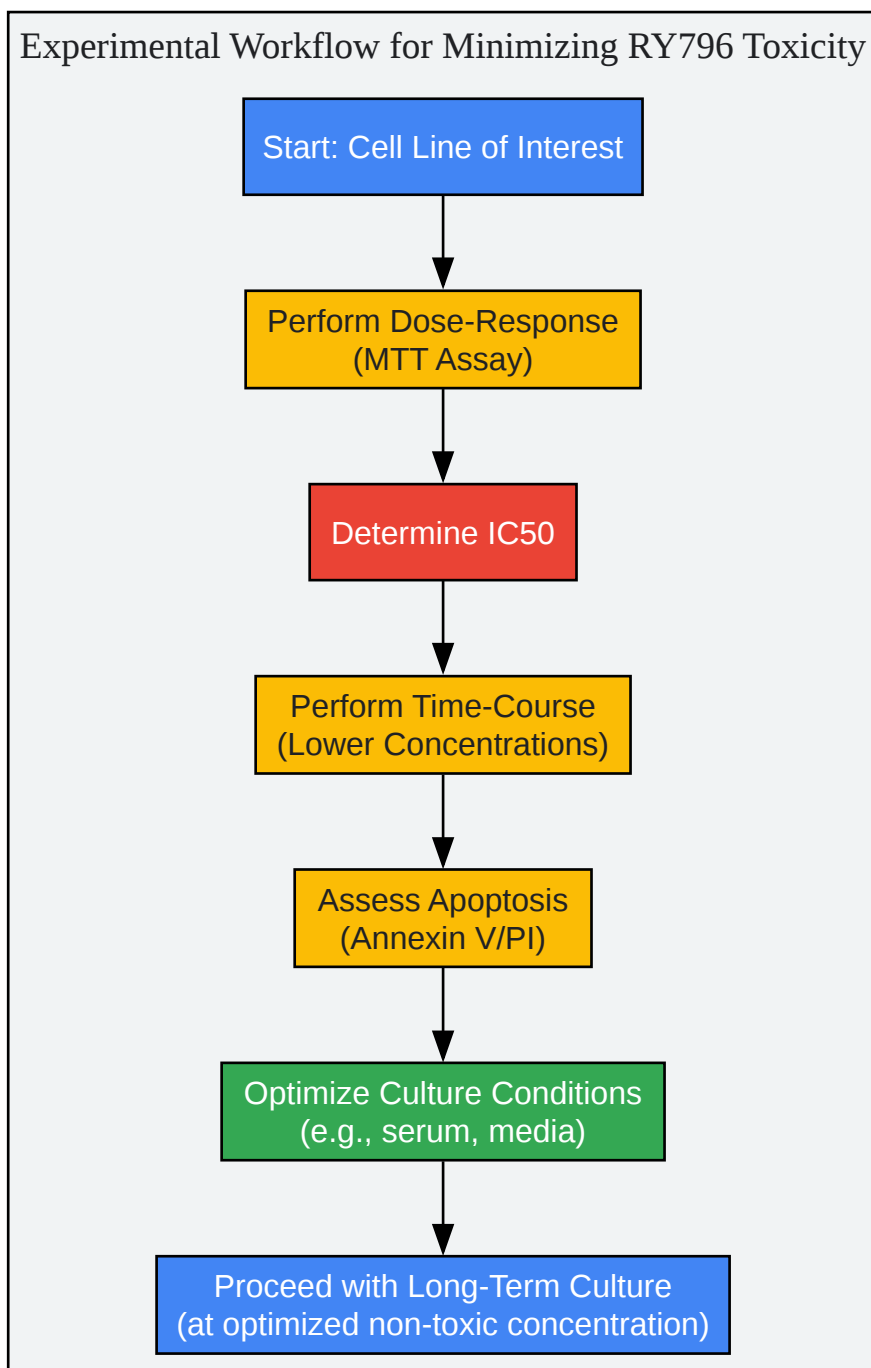 Experimental Workflow for Minimizing RY796 Toxicity
Start: Cell Line of Interest
Perform Dose-Response
(MTT Assay)
Determine IC50
Perform Time-Course
(Lower Concentrations)
Assess Apoptosis
(Annexin V/PI)
Optimize Culture Conditions
(e.g., serum, media)
Proceed with Long-Term Culture
(at optimized non-toxic concentration)